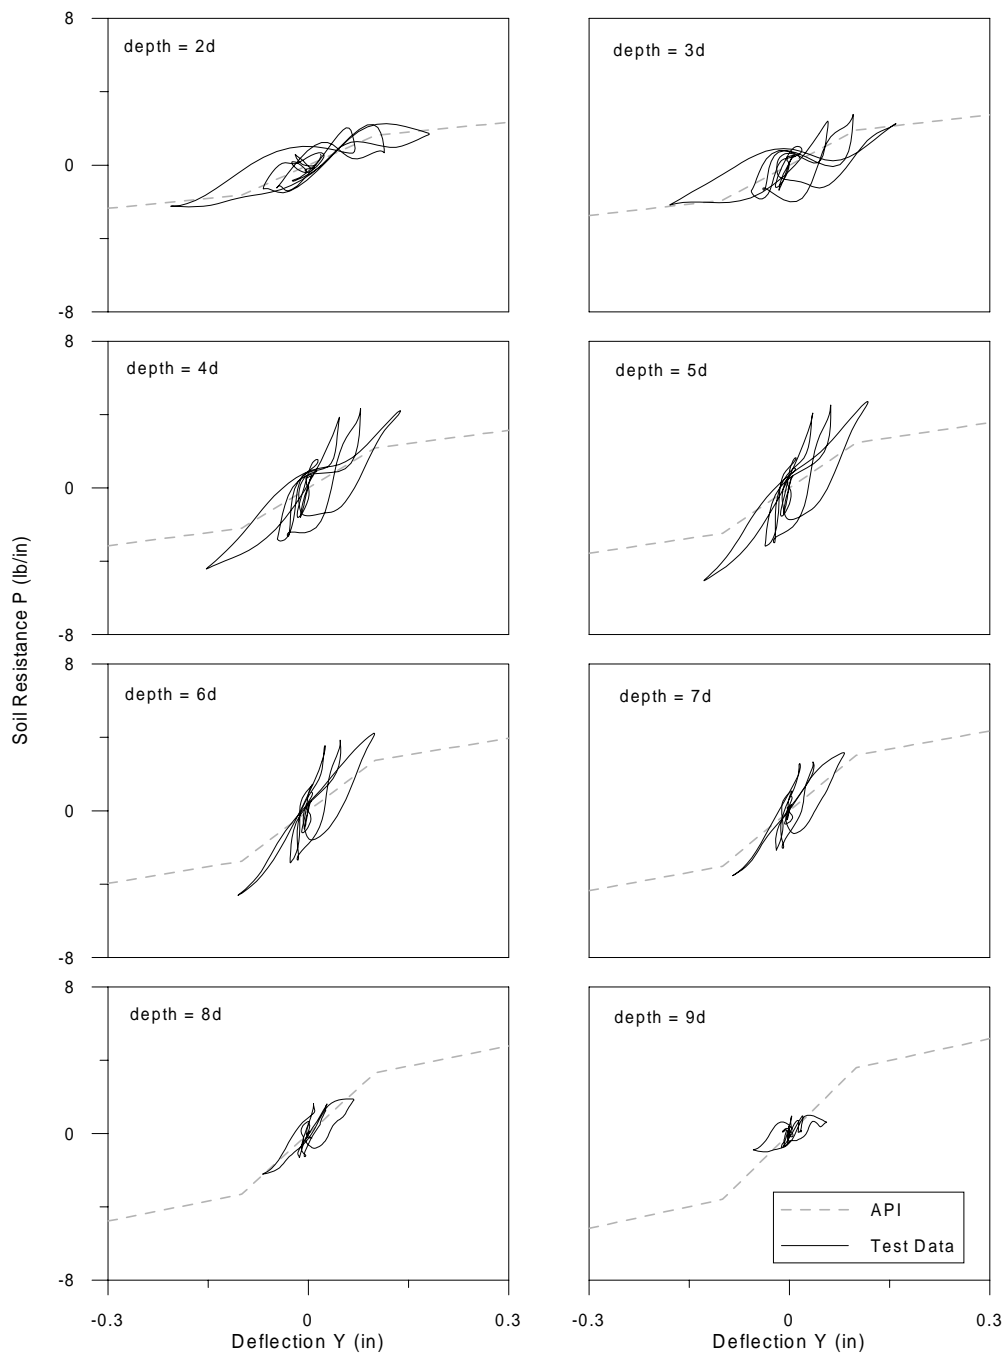 8
depth = 2d
depth = 3d
0
-8
8
depth = 4d
depth = 5d
0
-8
Soil Resistance P (lb/in)
8
depth = 6d
depth = 7d
0
-8
8
depth = 8d
depth = 9d
0
API
Test Data
-8
-0.3 0 0.3 -0.3 0 0.3
Deflection Y (in) Deflection Y (in)